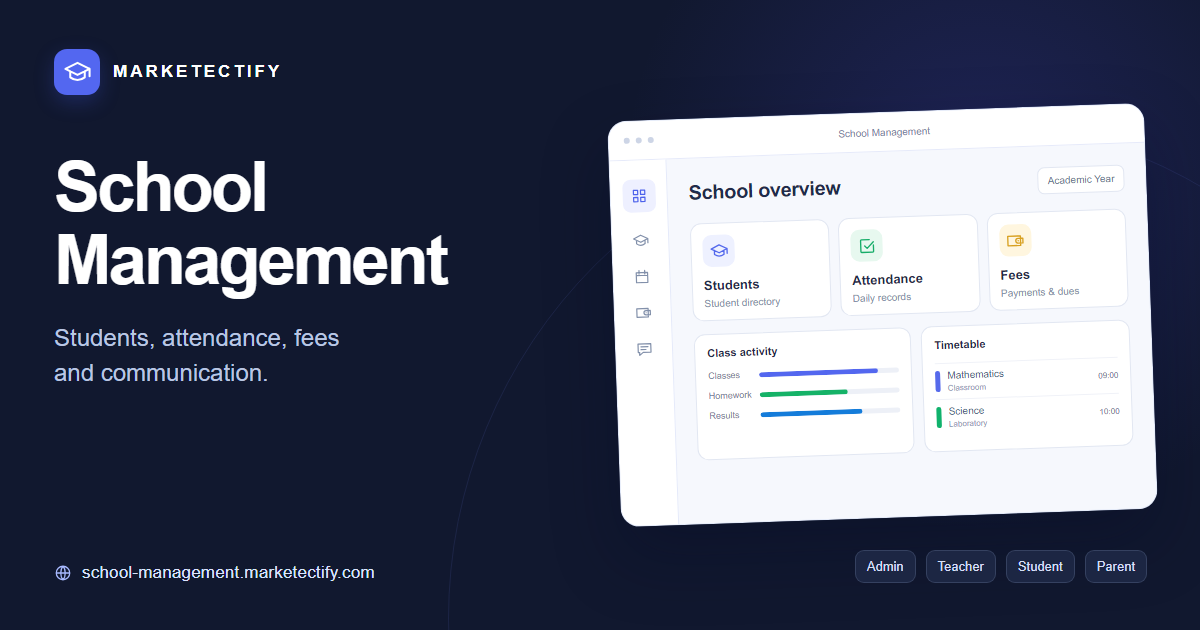 MARKETECTIFY
School
Management
Students, attendance, fees
and communication.
school-management.marketectify.com
School Management
School overview
Academic Year
Students
Student directory
Attendance
Daily records
Fees
Payments & dues
Class activity
Classes
Homework
Results
Timetable
Mathematics
Classroom
09:00
Science
Laboratory
10:00
Admin
Teacher
Student
Parent